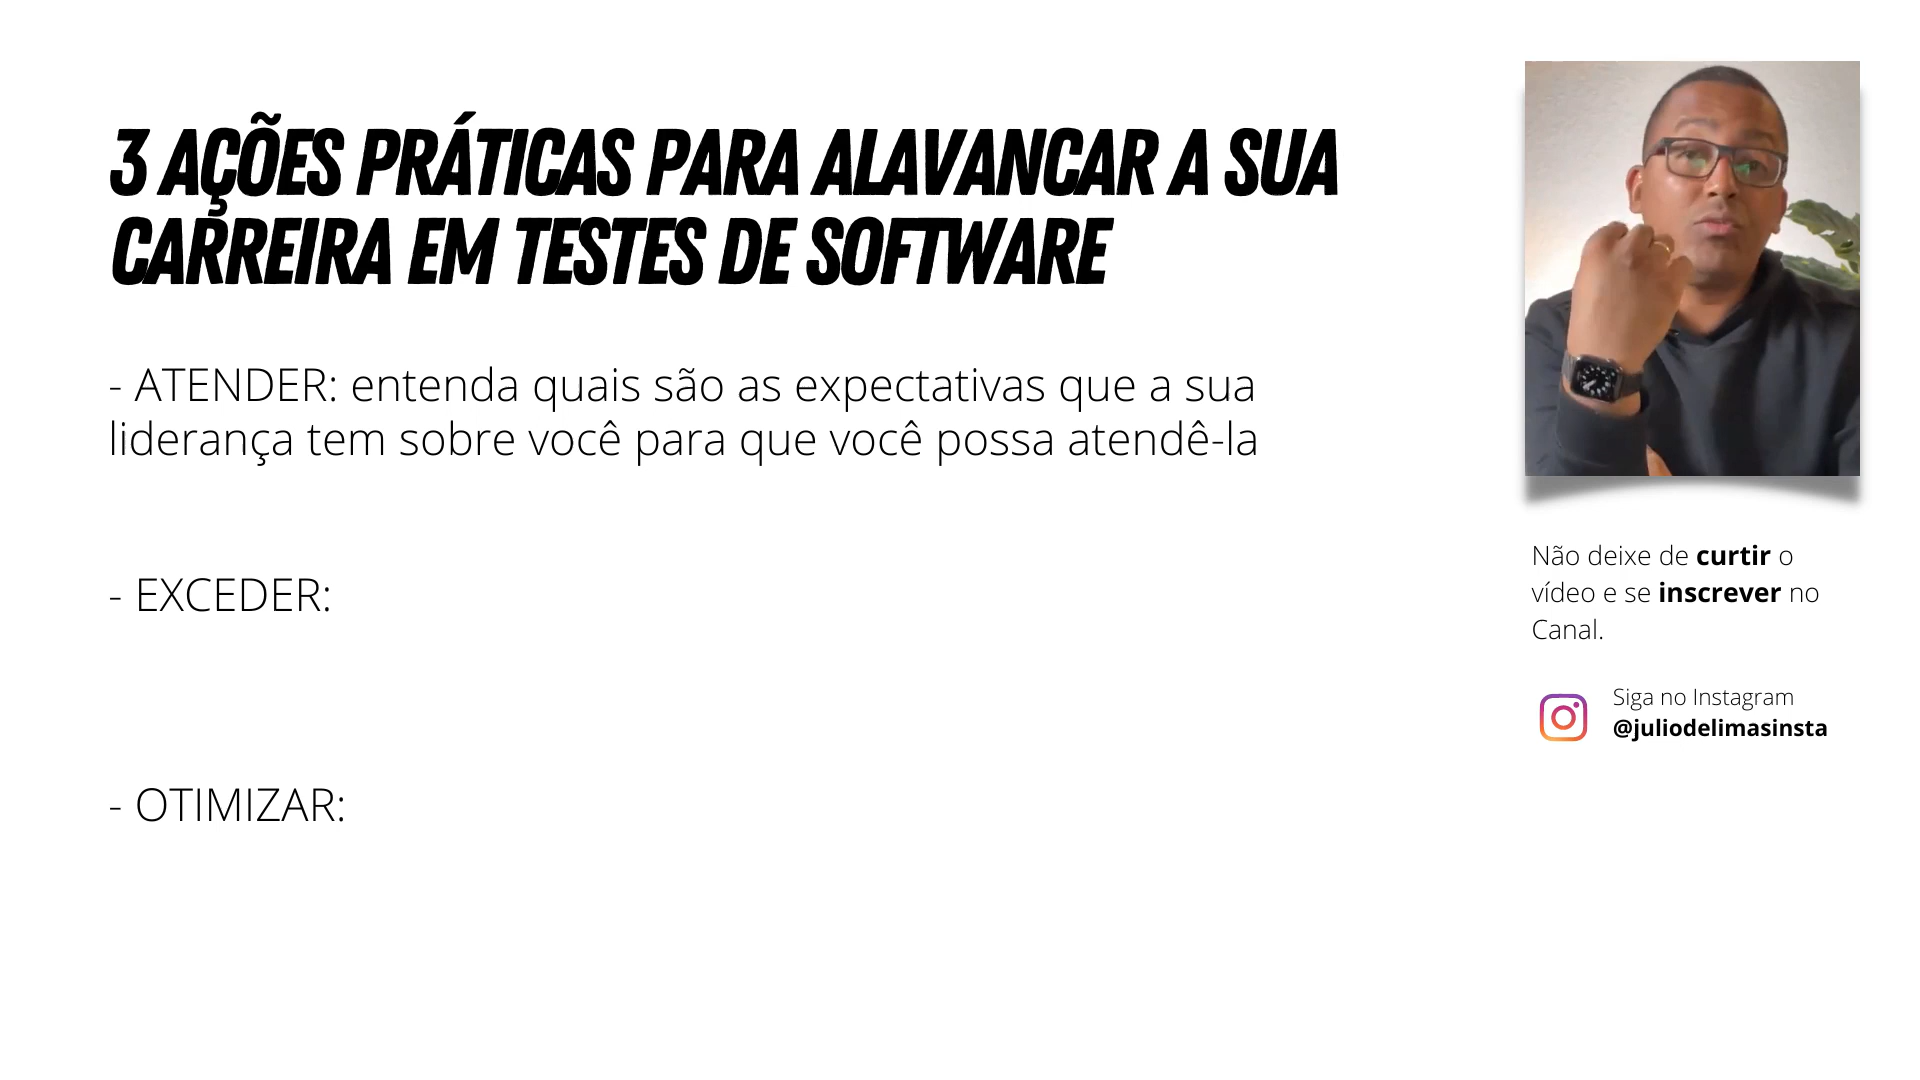 3 AÇÕES PRÁTICAS PARA ALAVANCAR A SUA
CARREIRA EM TESTES DE SOFTWARE
- ATENDER: entenda quais são as expectativas que a sua
liderança tem sobre você para que você possa atendê-la
- EXCEDER:
- OTIMIZAR:
Não deixe de curtir o
vídeo e se inscrever no
Canal.
Siga no Instagram
@juliodelimasinsta